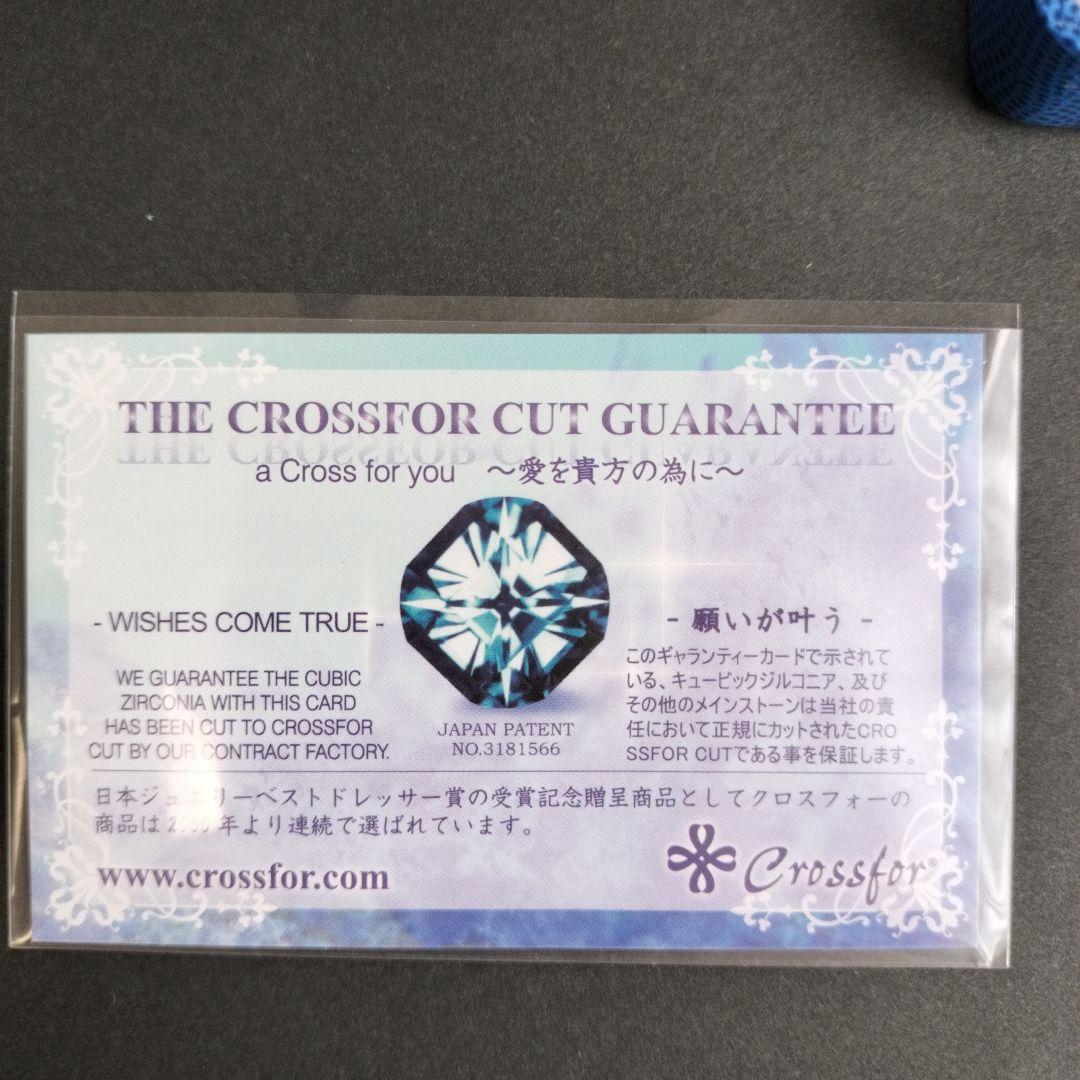 THE CROSSFOR CUT GUARANTEE
a Cross for you ～愛を貴方の為に～
- WISHES COME TRUE -
WE GUARANTEE THE CUBIC
ZIRCONIA WITH THIS CARD
HAS BEEN CUT TO CROSSFOR
CUT BY OUR CONTRACT FACTORY.
JAPAN PATENT
NO.3181566
- 願いが叶う -
このギャランティーカードで示されて
いる、キュービックジルコニア、及び
その他のメインストーンは当社の責
任において正規にカットされたCRO
SSFOR CUTである事を保証します。
日本ジュエリーベストドレッサー賞の受賞記念贈呈商品としてクロスフォーの
商品は2000年より連続で選ばれています。
www.crossfor.com
Crossfor®